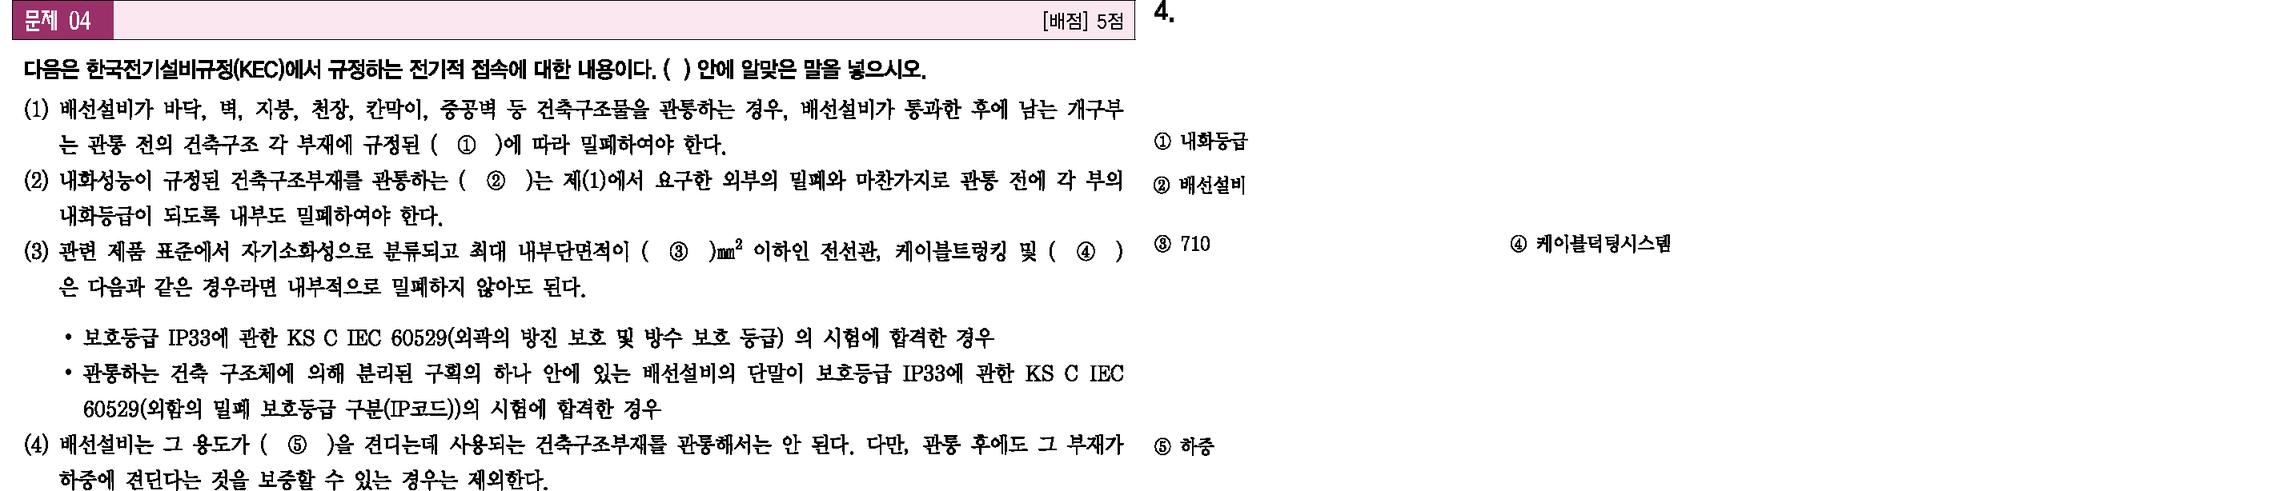 문제 04 [배점] 5점
다음은 한국전기설비규정(KEC)에서 규정하는 전기적 접속에 대한 내용이다. ( ) 안에 알맞은 말을 넣으시오.
(1) 배선설비가 바닥, 벽, 지붕, 천장, 칸막이, 중공벽 등 건축구조물을 관통하는 경우, 배선설비가 통과한 후에 남는 개구부
는 관통 전의 건축구조 각 부재에 규정된 ( ① )에 따라 밀폐하여야 한다.
(2) 내화성능이 규정된 건축구조부재를 관통하는 ( ② )는 제(1)에서 요구한 외부의 밀폐와 마찬가지로 관통 전에 각 부의
내화등급이 되도록 내부도 밀폐하여야 한다.
(3) 관련 제품 표준에서 자기소화성으로 분류되고 최대 내부단면적이 ( ③ )㎟ 이하인 전선관, 케이블트렁킹 및 ( ④ )
은 다음과 같은 경우라면 내부적으로 밀폐하지 않아도 된다.
• 보호등급 IP33에 관한 KS C IEC 60529(외곽의 방진 보호 및 방수 보호 등급) 의 시험에 합격한 경우
• 관통하는 건축 구조체에 의해 분리된 구획의 하나 안에 있는 배선설비의 단말이 보호등급 IP33에 관한 KS C IEC
60529(외함의 밀폐 보호등급 구분(IP코드))의 시험에 합격한 경우
(4) 배선설비는 그 용도가 ( ⑤ )을 견디는데 사용되는 건축구조부재를 관통해서는 안 된다. 다만, 관통 후에도 그 부재가
하중에 견딘다는 것을 보증할 수 있는 경우는 제외한다.
4.
① 내화등급
② 배선설비
③ 710 ④ 케이블덕팅시스템
⑤ 하중